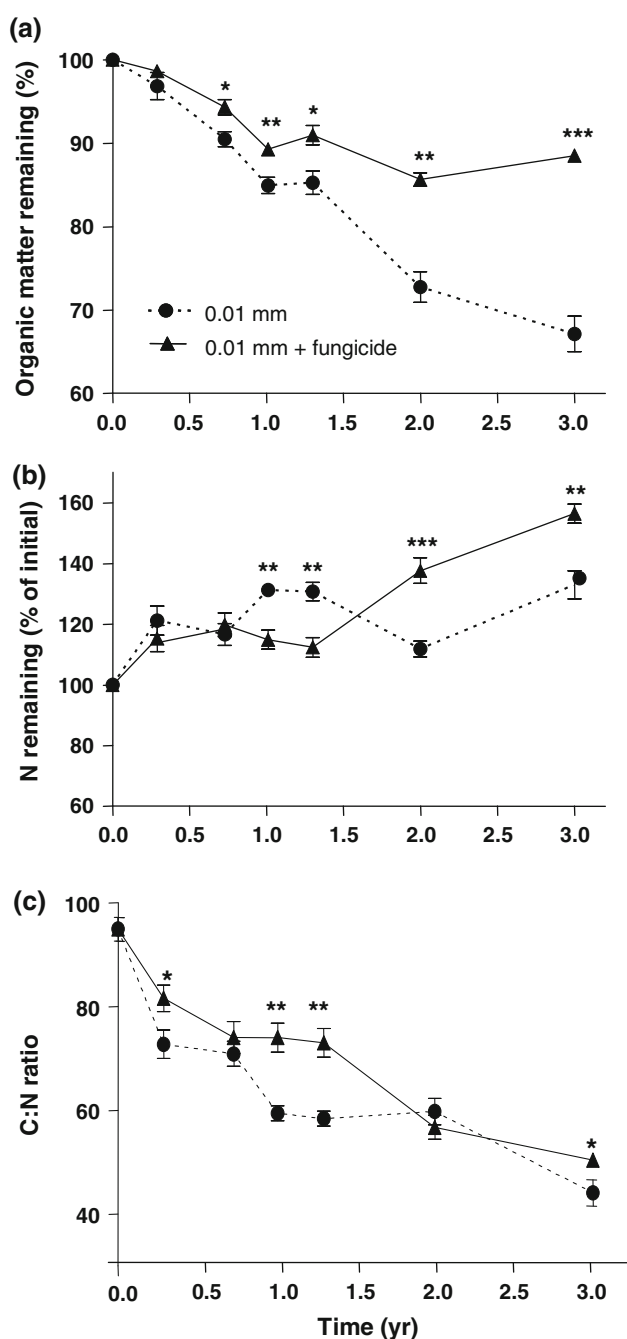 (a)
Organic matter remaining (%)
100
90
80
70
60
* ** * ** ***
0.01 mm
0.01 mm + fungicide
0.0 0.5 1.0 1.5 2.0 2.5 3.0
(b)
N remaining (% of initial)
160
140
120
100
80
60
** ** *** **
0.0 0.5 1.0 1.5 2.0 2.5 3.0
(c)
C:N ratio
100
80
60
40
* ** ** *
0.0 0.5 1.0 1.5 2.0 2.5 3.0
Time (yr)